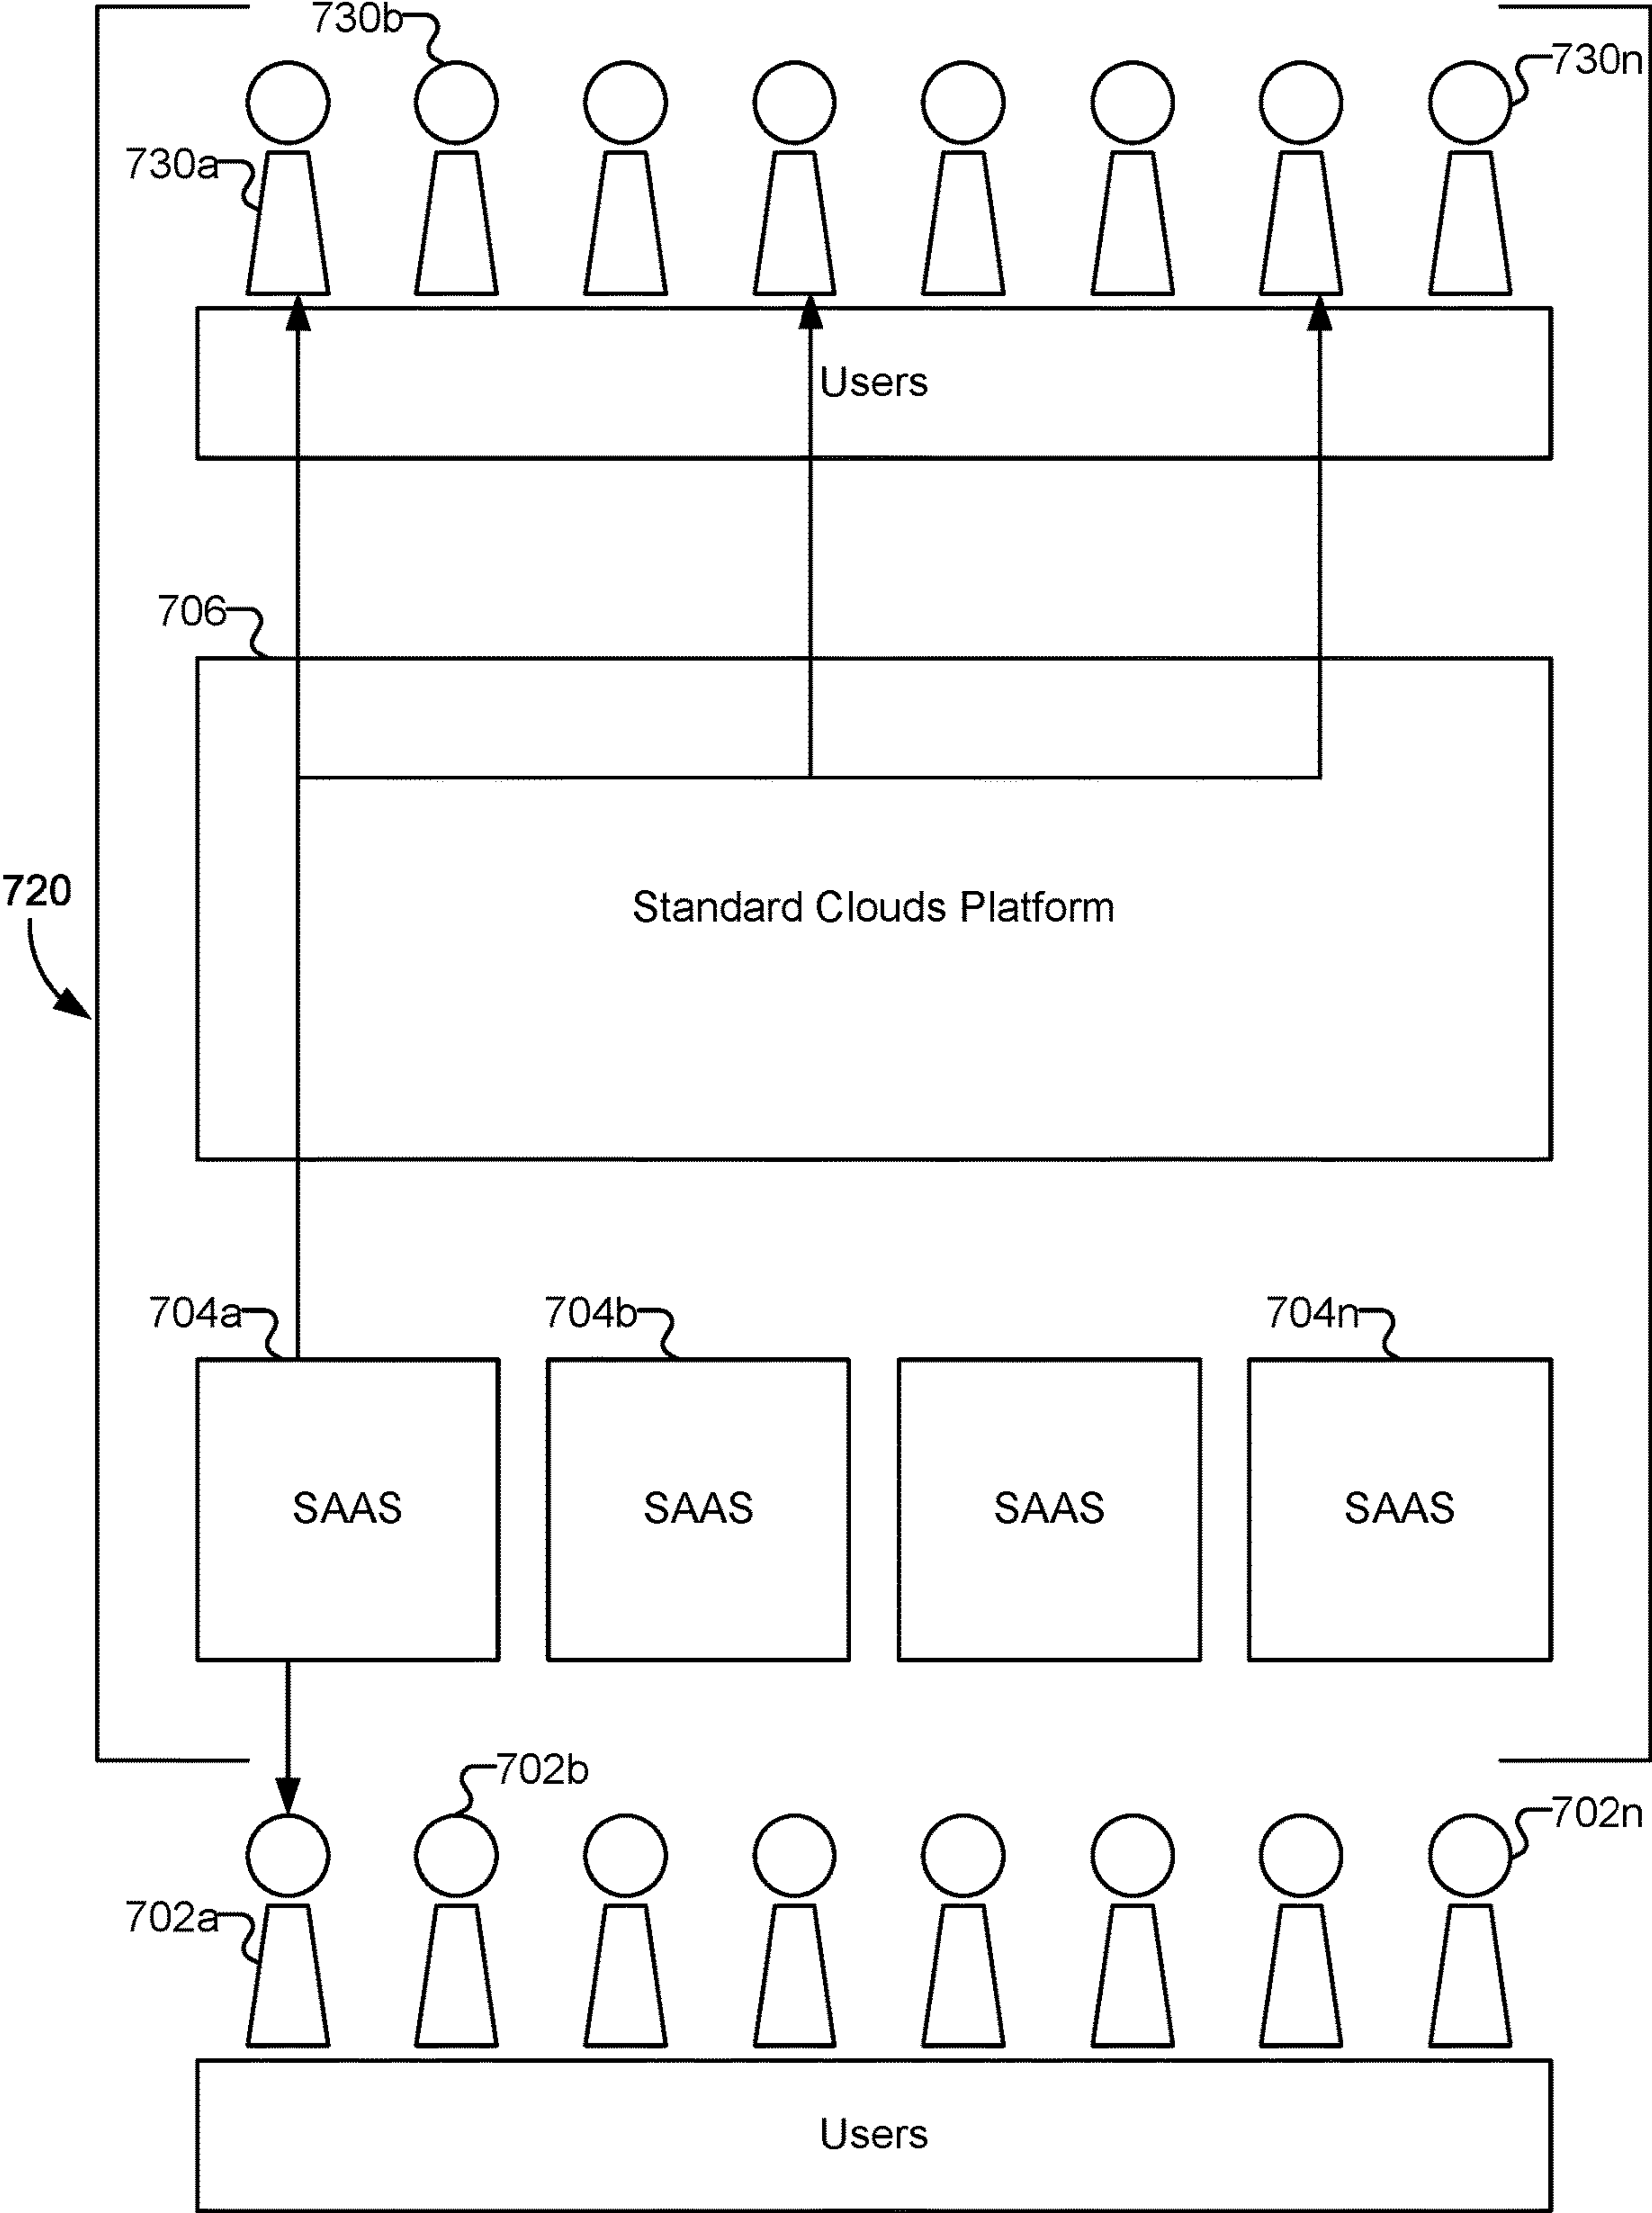 730b
730n
730a
Users
706
720
Standard Clouds Platform
704a 704b 704n
SAAS SAAS SAAS SAAS
702b
702n
702a
Users